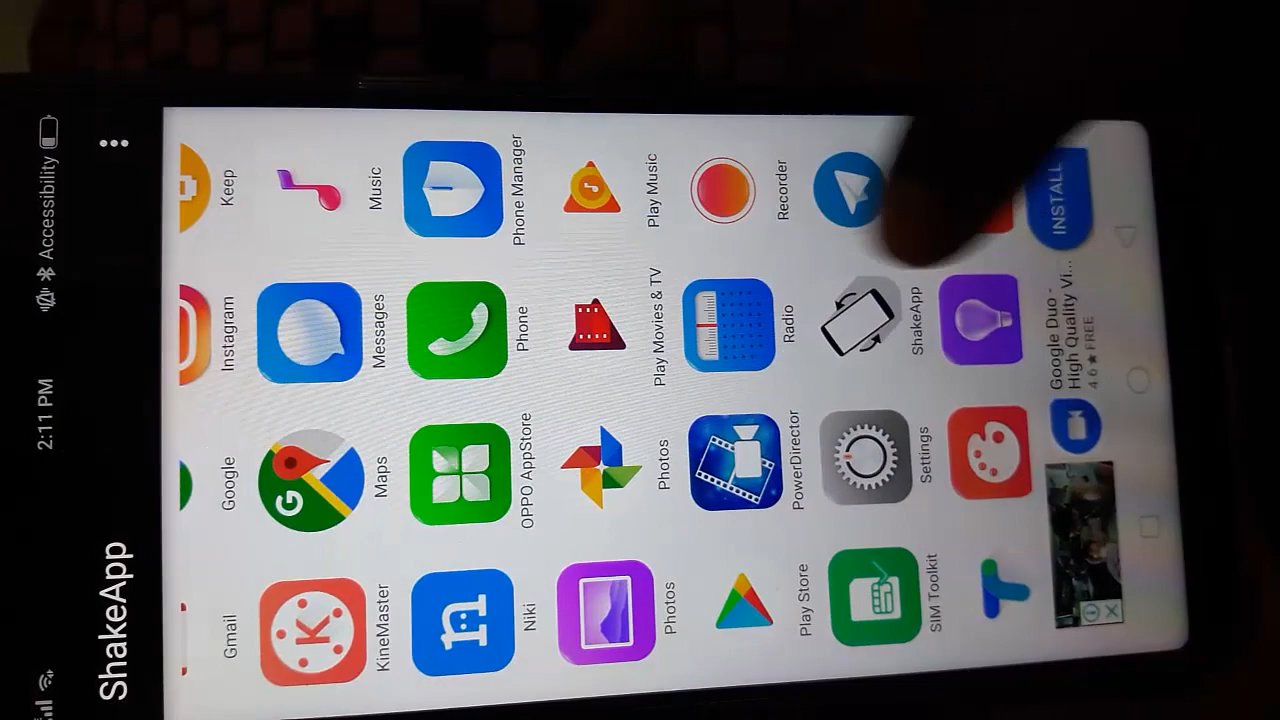 2:11 PM
Accessibility
ShakeApp
Gmail
Google
Instagram
Keep
K
KineMaster
G
Maps
Messages
Music
n
Niki
OPPO AppStore
Phone
Phone Manager
Photos
Photos
Play Movies & TV
Play Music
Play Store
PowerDirector
Radio
Recorder
SIM Toolkit
Settings
ShakeApp
Google Duo -
High Quality Vi...
4.6★FREE
INSTALL